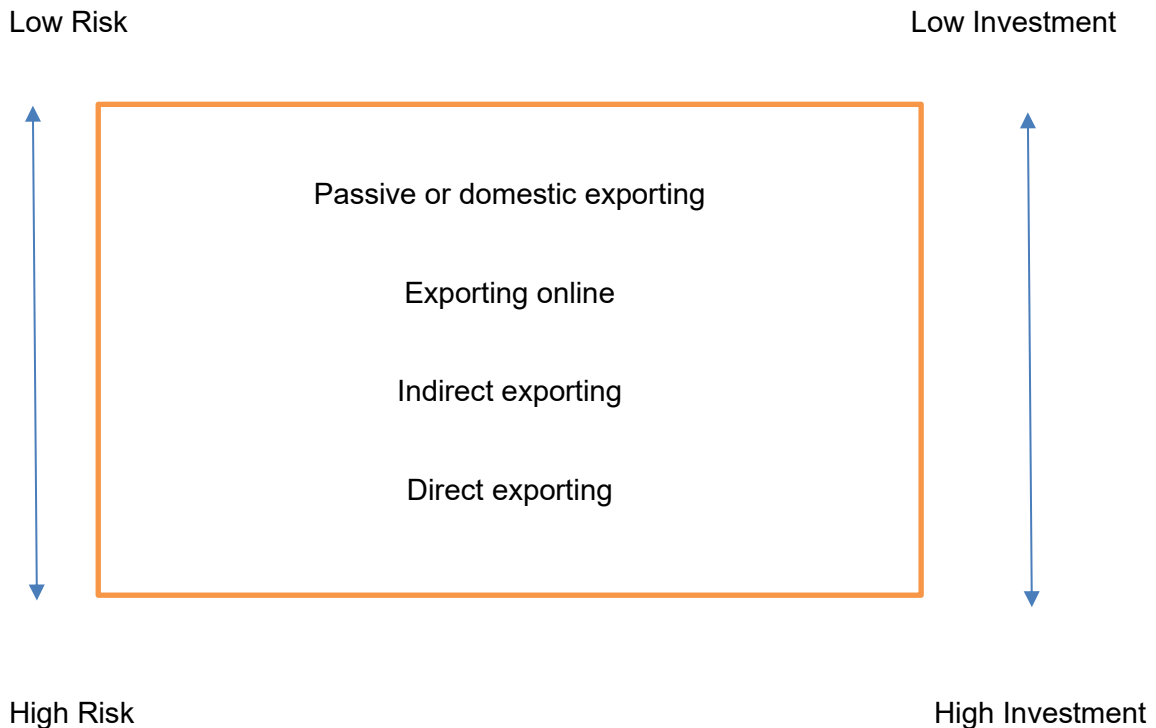 Low Risk
Low Investment
Passive or domestic exporting
Exporting online
Indirect exporting
Direct exporting
High Risk
High Investment